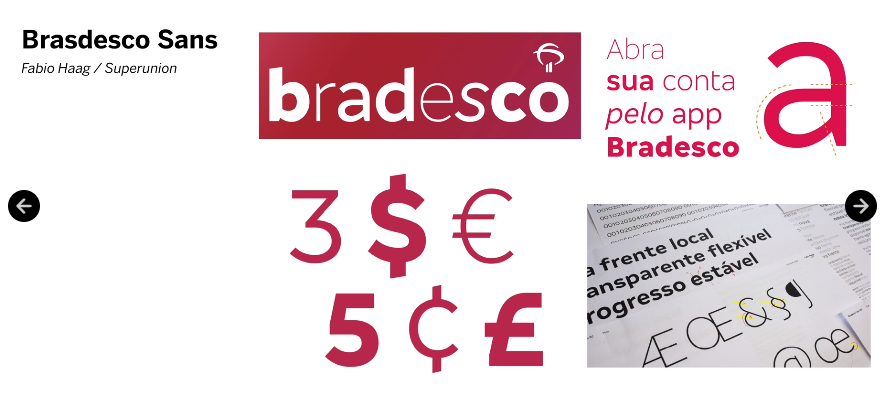 Brasdesco Sans
Fabio Haag / Superunion
bradesco
Abra
sua conta
pelo app
Bradesco
a
3 $ €
5 ¢ £
a frente local
ansparente flexível
rogresso estável
ÆŒ&§¶
@œ